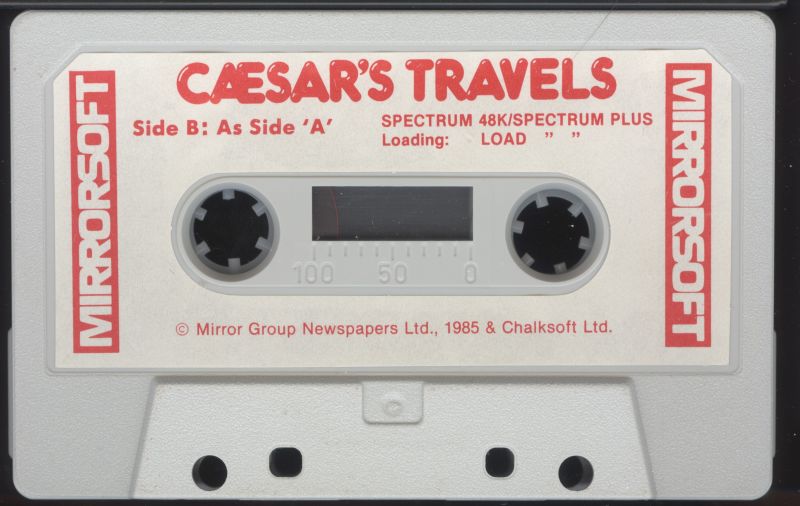 CÆSAR'S TRAVELS
Side B: As Side 'A'
SPECTRUM 48K/SPECTRUM PLUS
Loading: LOAD ” ”
MIRRORSOFT
MIRRORSOFT
100 50 0
© Mirror Group Newspapers Ltd., 1985 & Chalksoft Ltd.